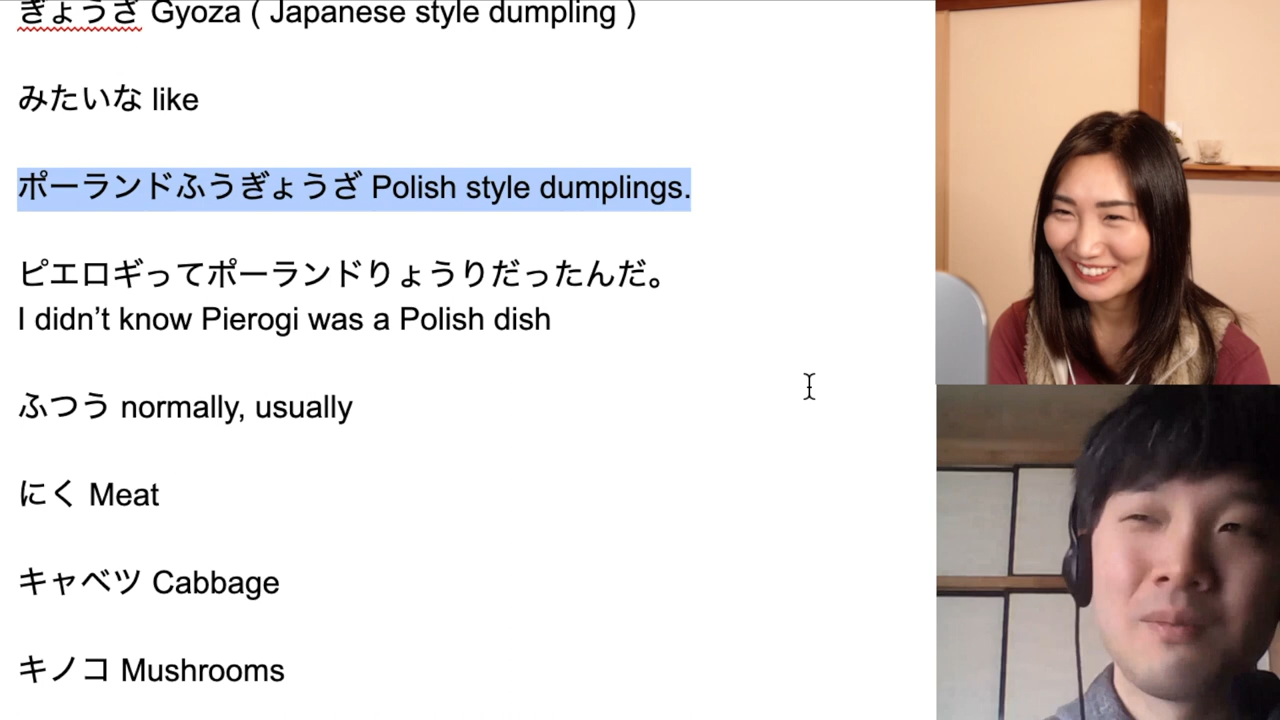 ぎょうざ Gyoza ( Japanese style dumpling )
みたいな like
ポーランドふうぎょうざ Polish style dumplings.
ピエロギってポーランドりょうりだったんだ。
I didn’t know Pierogi was a Polish dish
ふつう normally, usually
にく Meat
キャベツ Cabbage
キノコ Mushrooms